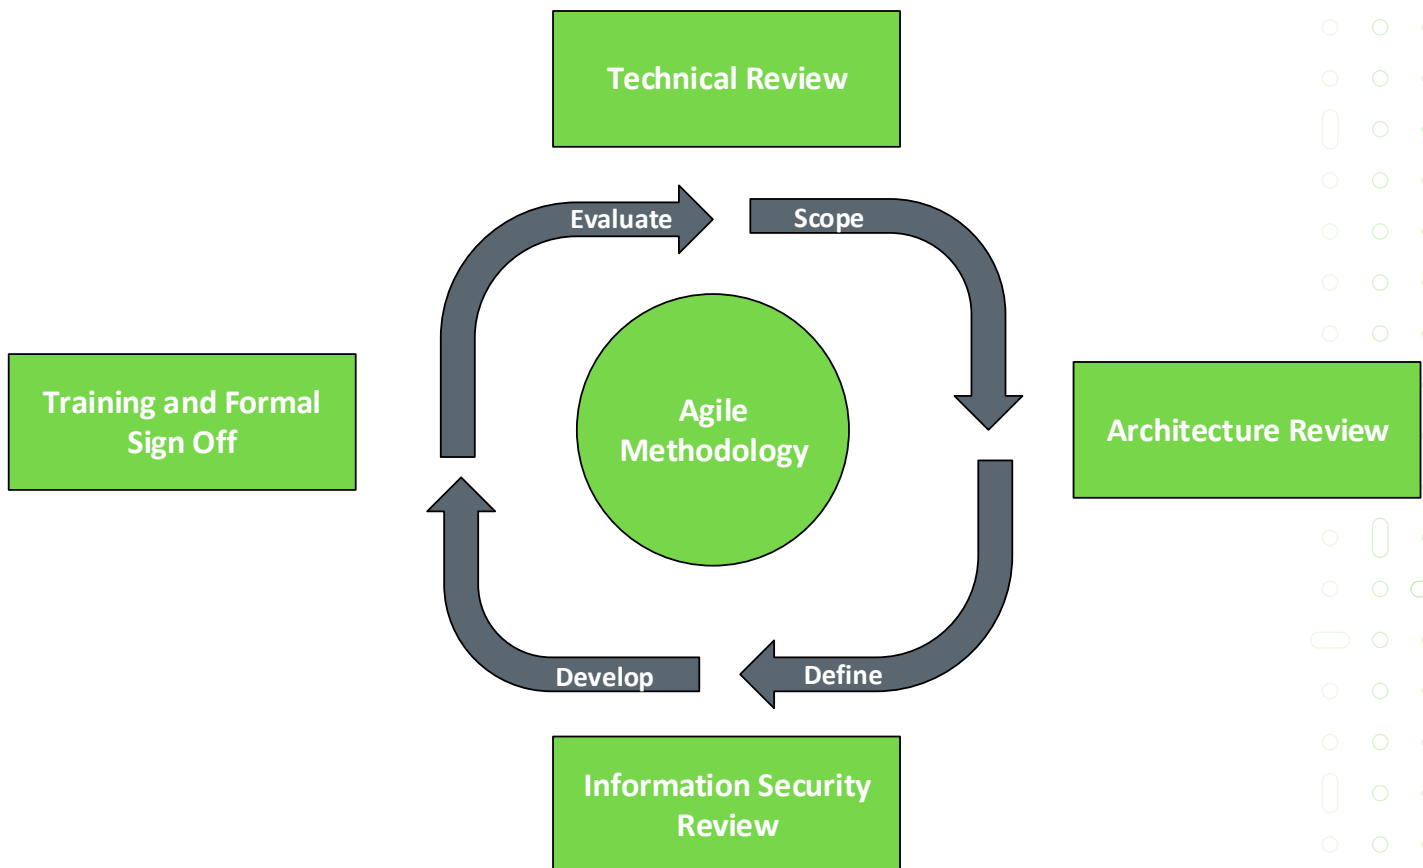 Technical Review
Evaluate
Scope
Training and Formal
Sign Off
Agile
Methodology
Architecture Review
Develop
Define
Information Security
Review